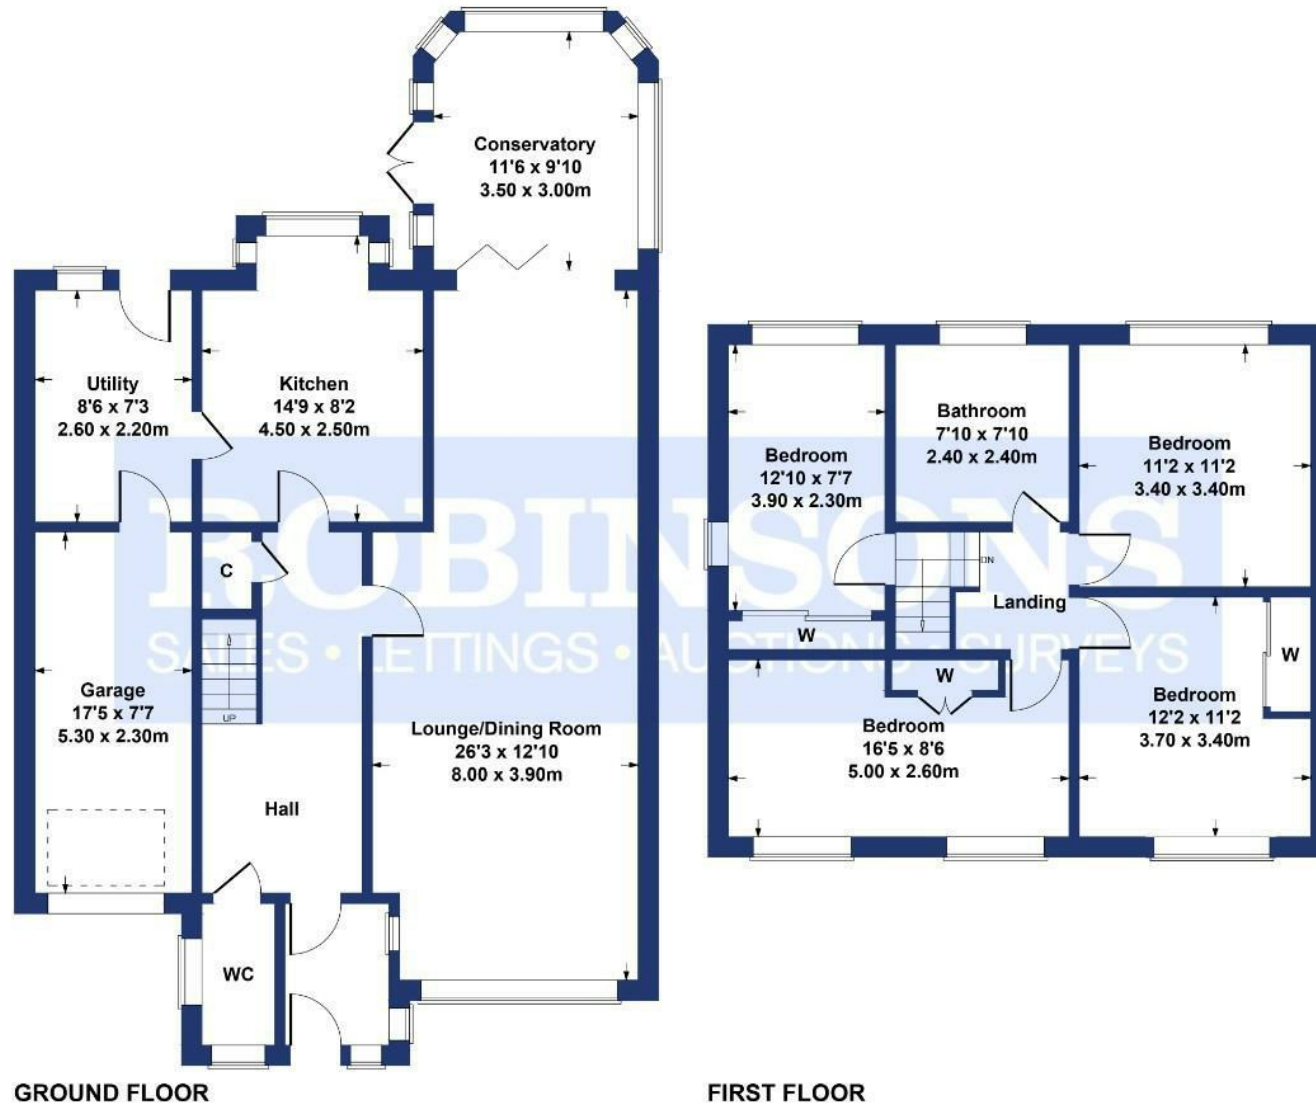 Conservatory
11'6 x 9'10
3.50 x 3.00m
Utility
8'6 x 7'3
2.60 x 2.20m
Kitchen
14'9 x 8'2
4.50 x 2.50m
C
UP
Garage
17'5 x 7'7
5.30 x 2.30m
Lounge/Dining Room
26'3 x 12'10
8.00 x 3.90m
Hall
WC
GROUND FLOOR
Bedroom
12'10 x 7'7
3.90 x 2.30m
Bathroom
7'10 x 7'10
2.40 x 2.40m
Bedroom
11'2 x 11'2
3.40 x 3.40m
DN
Landing
W
W
W
Bedroom
16'5 x 8'6
5.00 x 2.60m
Bedroom
12'2 x 11'2
3.70 x 3.40m
FIRST FLOOR
ROBINSONS
SALES • LETTINGS • AUCTIONS • SURVEYS